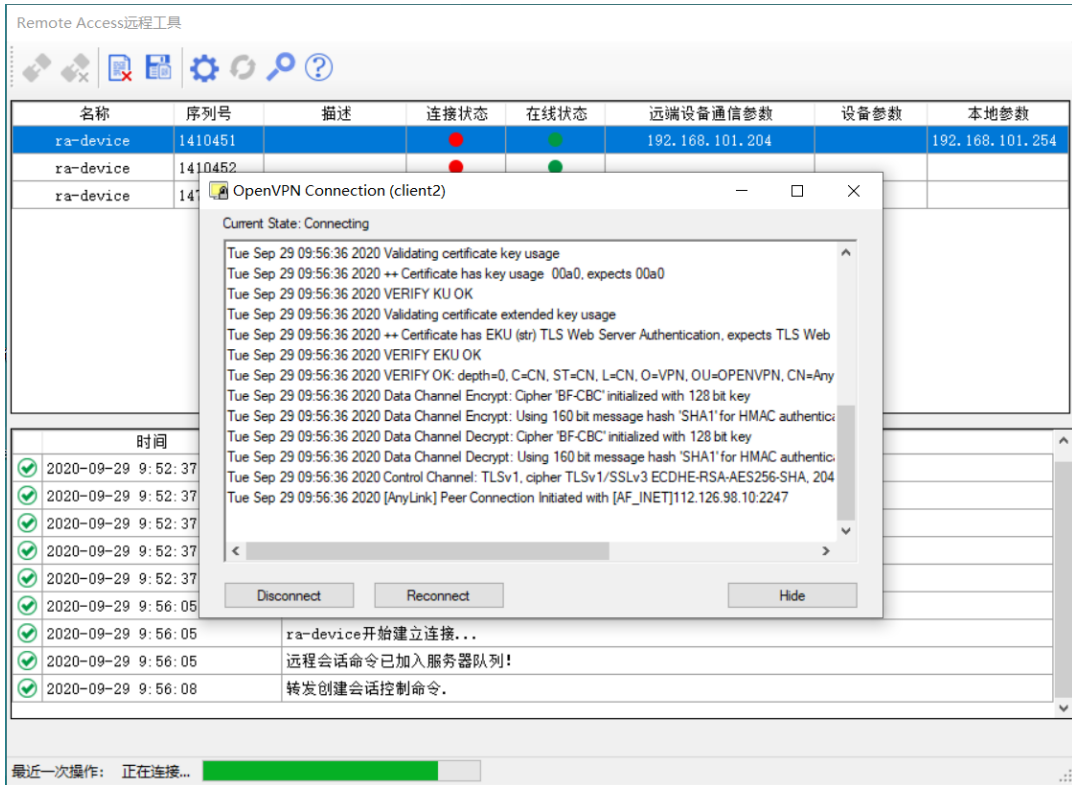 Remote Access远程工具
名称 序列号 描述 连接状态 在线状态 远端设备通信参数 设备参数 本地参数
ra-device 1410451 192.168.101.204 192.168.101.254
ra-device 1410452
ra-device 147
OpenVPN Connection (client2)
Current State: Connecting
Tue Sep 29 09:56:36 2020 Validating certificate key usage
Tue Sep 29 09:56:36 2020 ++ Certificate has key usage 00a0, expects 00a0
Tue Sep 29 09:56:36 2020 VERIFY KU OK
Tue Sep 29 09:56:36 2020 Validating certificate extended key usage
Tue Sep 29 09:56:36 2020 ++ Certificate has EKU (str) TLS Web Server Authentication, expects TLS Web
Tue Sep 29 09:56:36 2020 VERIFY EKU OK
Tue Sep 29 09:56:36 2020 VERIFY OK: depth=0, C=CN, ST=CN, L=CN, O=VPN, OU=OPENVPN, CN=Any
Tue Sep 29 09:56:36 2020 Data Channel Encrypt: Cipher 'BF-CBC' initialized with 128 bit key
Tue Sep 29 09:56:36 2020 Data Channel Encrypt: Using 160 bit message hash 'SHA1' for HMAC authentica
Tue Sep 29 09:56:36 2020 Data Channel Decrypt: Cipher 'BF-CBC' initialized with 128 bit key
Tue Sep 29 09:56:36 2020 Data Channel Decrypt: Using 160 bit message hash 'SHA1' for HMAC authentic
Tue Sep 29 09:56:36 2020 Control Channel: TLSv1, cipher TLSv1/SSLv3 ECDHE-RSA-AES256-SHA, 204
Tue Sep 29 09:56:36 2020 [AnyLink] Peer Connection Initiated with [AF_INET]112.126.98.10:2247
Disconnect Reconnect Hide
时间
2020-09-29 9:52:37
2020-09-29 9:52:37
2020-09-29 9:52:37
2020-09-29 9:52:37
2020-09-29 9:52:37
2020-09-29 9:56:05
2020-09-29 9:56:05 ra-device开始建立连接...
2020-09-29 9:56:05 远程会话命令已加入服务器队列!
2020-09-29 9:56:08 转发创建会话控制命令.
最近一次操作: 正在连接...